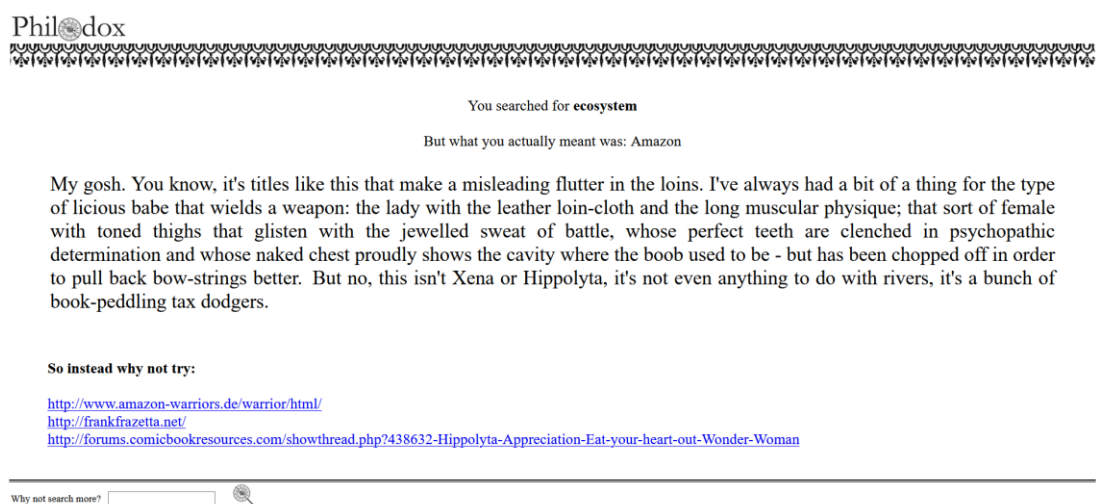 Phildox
You searched for ecosystem
But what you actually meant was: Amazon
My gosh. You know, it's titles like this that make a misleading flutter in the loins. I've always had a bit of a thing for the type
of licious babe that wields a weapon: the lady with the leather loin-cloth and the long muscular physique; that sort of female
with toned thighs that glisten with the jewelled sweat of battle, whose perfect teeth are clenched in psychopathic
determination and whose naked chest proudly shows the cavity where the boob used to be - but has been chopped off in order
to pull back bow-strings better. But no, this isn't Xena or Hippolyta, it's not even anything to do with rivers, it's a bunch of
book-peddling tax dodgers.
So instead why not try:
http://www.amazon-warriors.de/warrior/html/
http://frankfrazetta.net/
http://forums.comicbookresources.com/showthread.php?438632-Hippolyta-Appreciation-Eat-your-heart-out-Wonder-Woman
Why not search more?